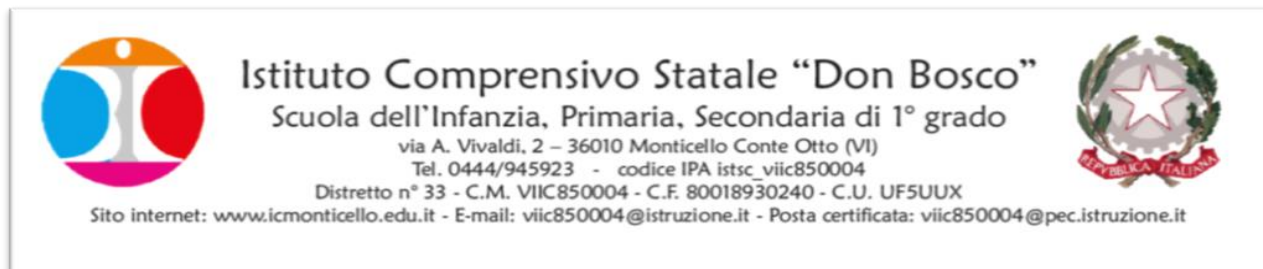 Istituto Comprensivo Statale “Don Bosco”
Scuola dell'Infanzia, Primaria, Secondaria di 1° grado
via A. Vivaldi, 2 – 36010 Monticello Conte Otto (VI)
Tel. 0444/945923 - codice IPA istsc_viic850004
Distretto n° 33 - C.M. VIIC850004 - C.F. 80018930240 - C.U. UF5UUX
Sito internet: www.icmonticello.edu.it - E-mail: viic850004@istruzione.it - Posta certificata: viic850004@pec.istruzione.it
REPVBBLICA ITALIANA